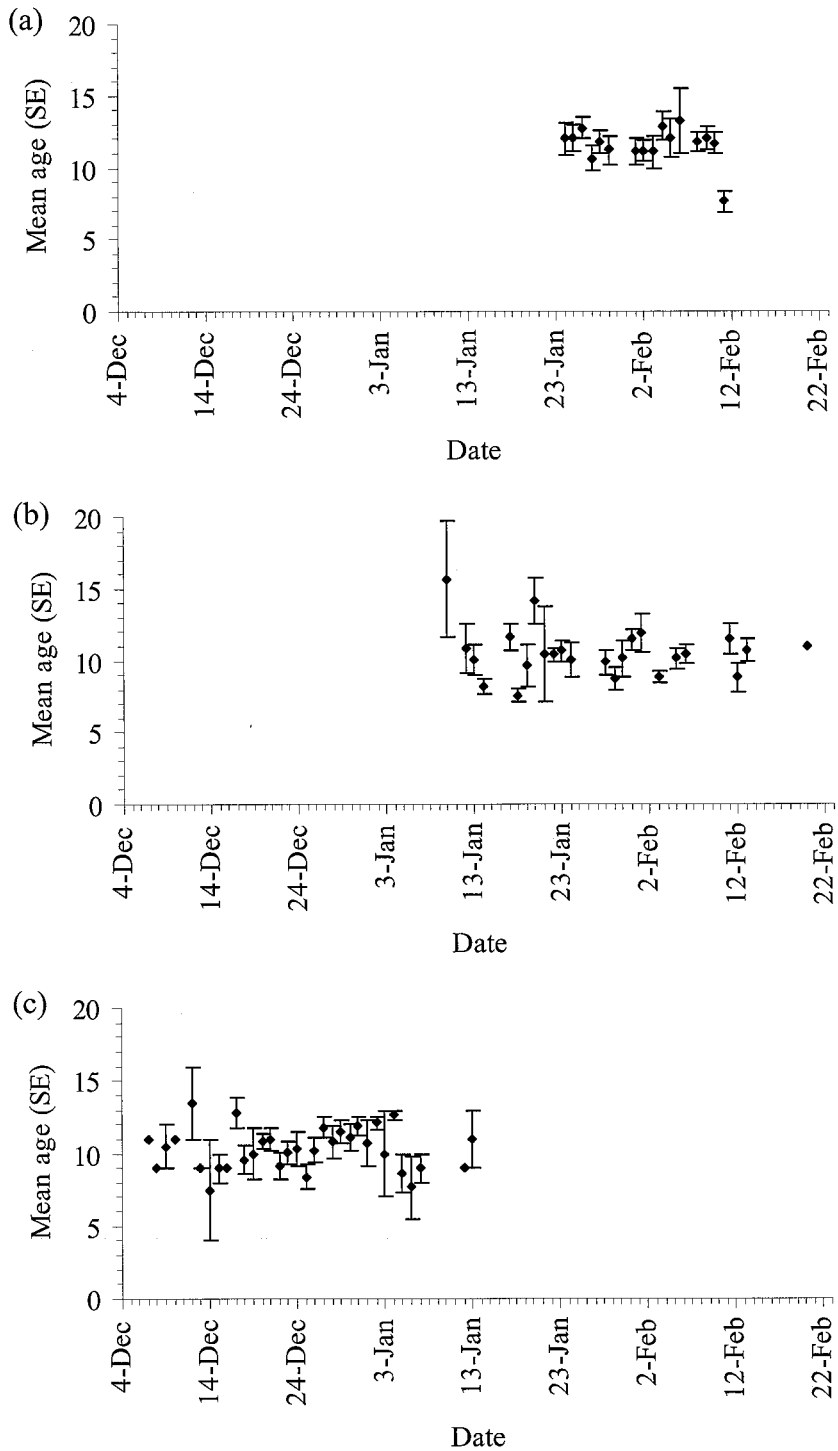 (a)
Mean age (SE)
20
15
10
5
0
4-Dec
14-Dec
24-Dec
3-Jan
13-Jan
23-Jan
2-Feb
12-Feb
22-Feb
Date
(b)
Mean age (SE)
20
15
10
5
0
4-Dec
14-Dec
24-Dec
3-Jan
13-Jan
23-Jan
2-Feb
12-Feb
22-Feb
Date
(c)
Mean age (SE)
20
15
10
5
0
4-Dec
14-Dec
24-Dec
3-Jan
13-Jan
23-Jan
2-Feb
12-Feb
22-Feb
Date